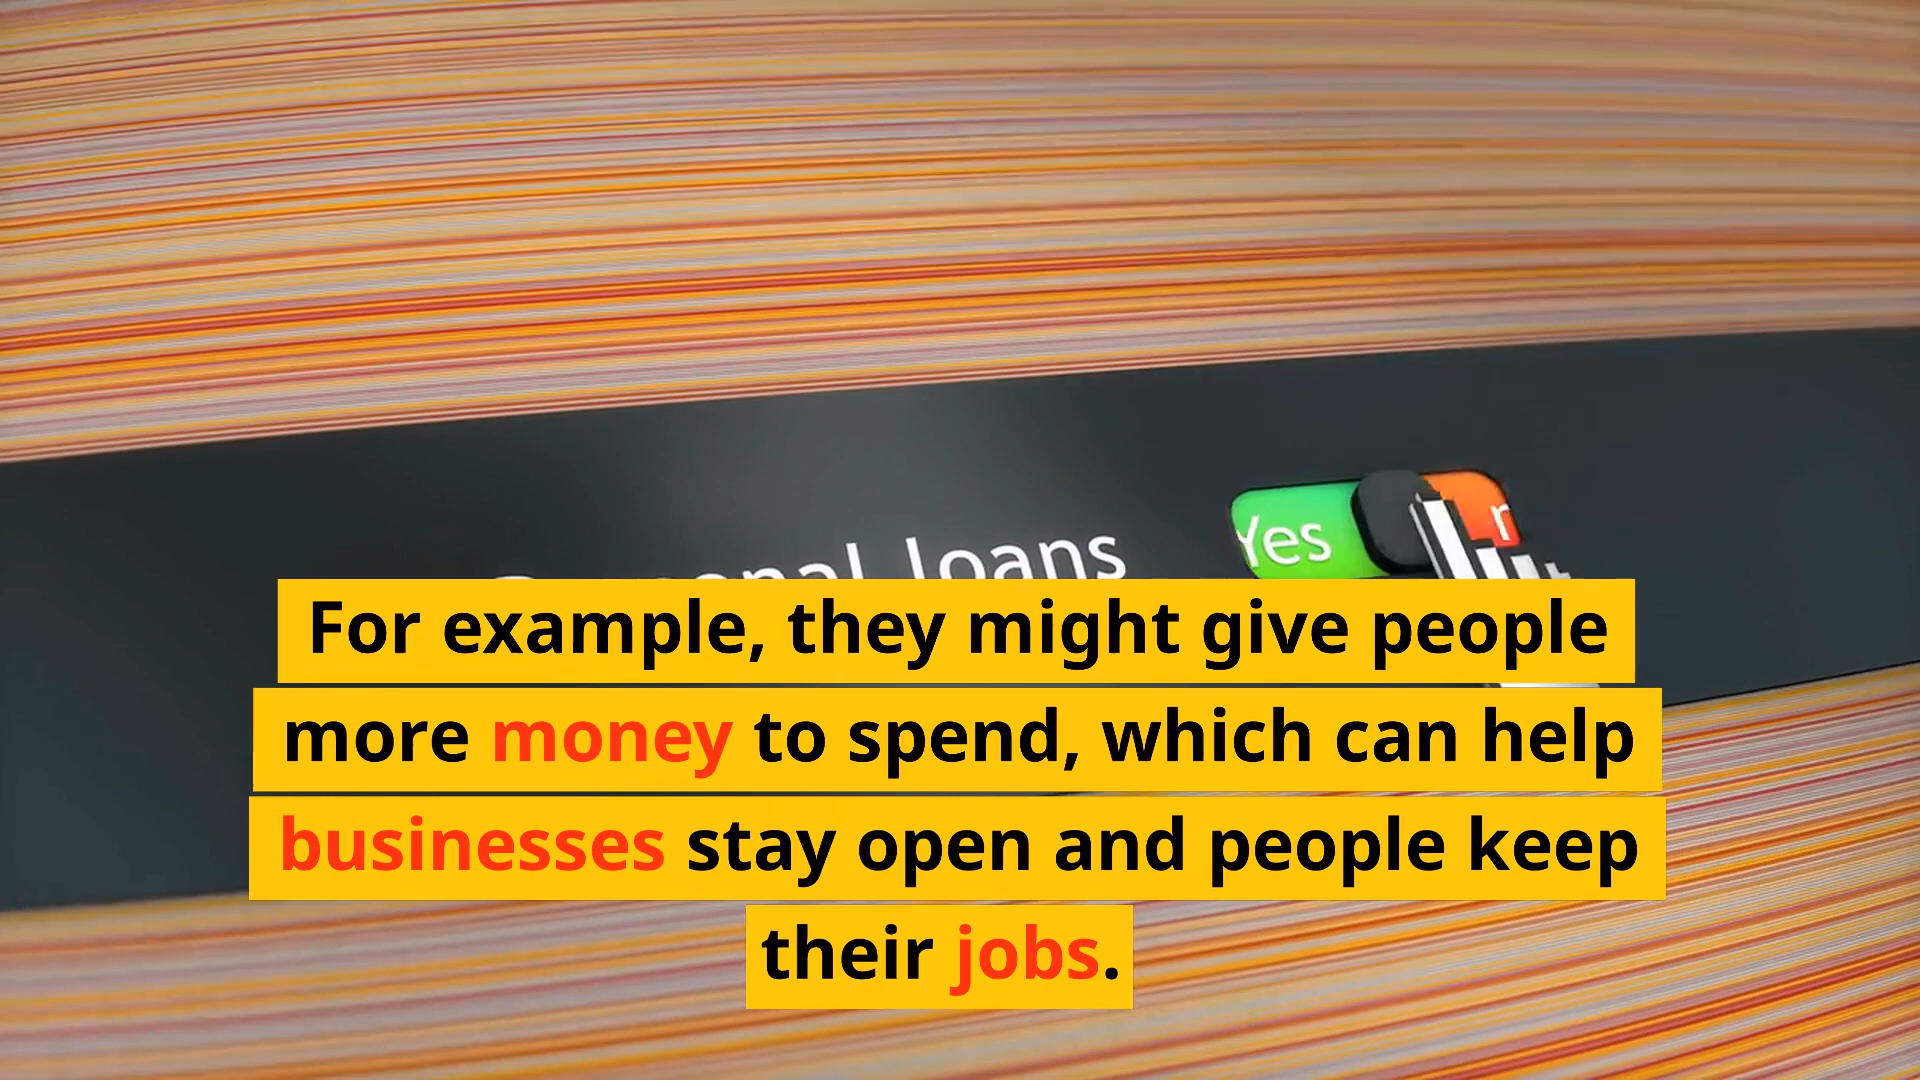 loans
Yes
For example, they might give people
more money to spend, which can help
businesses stay open and people keep
their jobs.